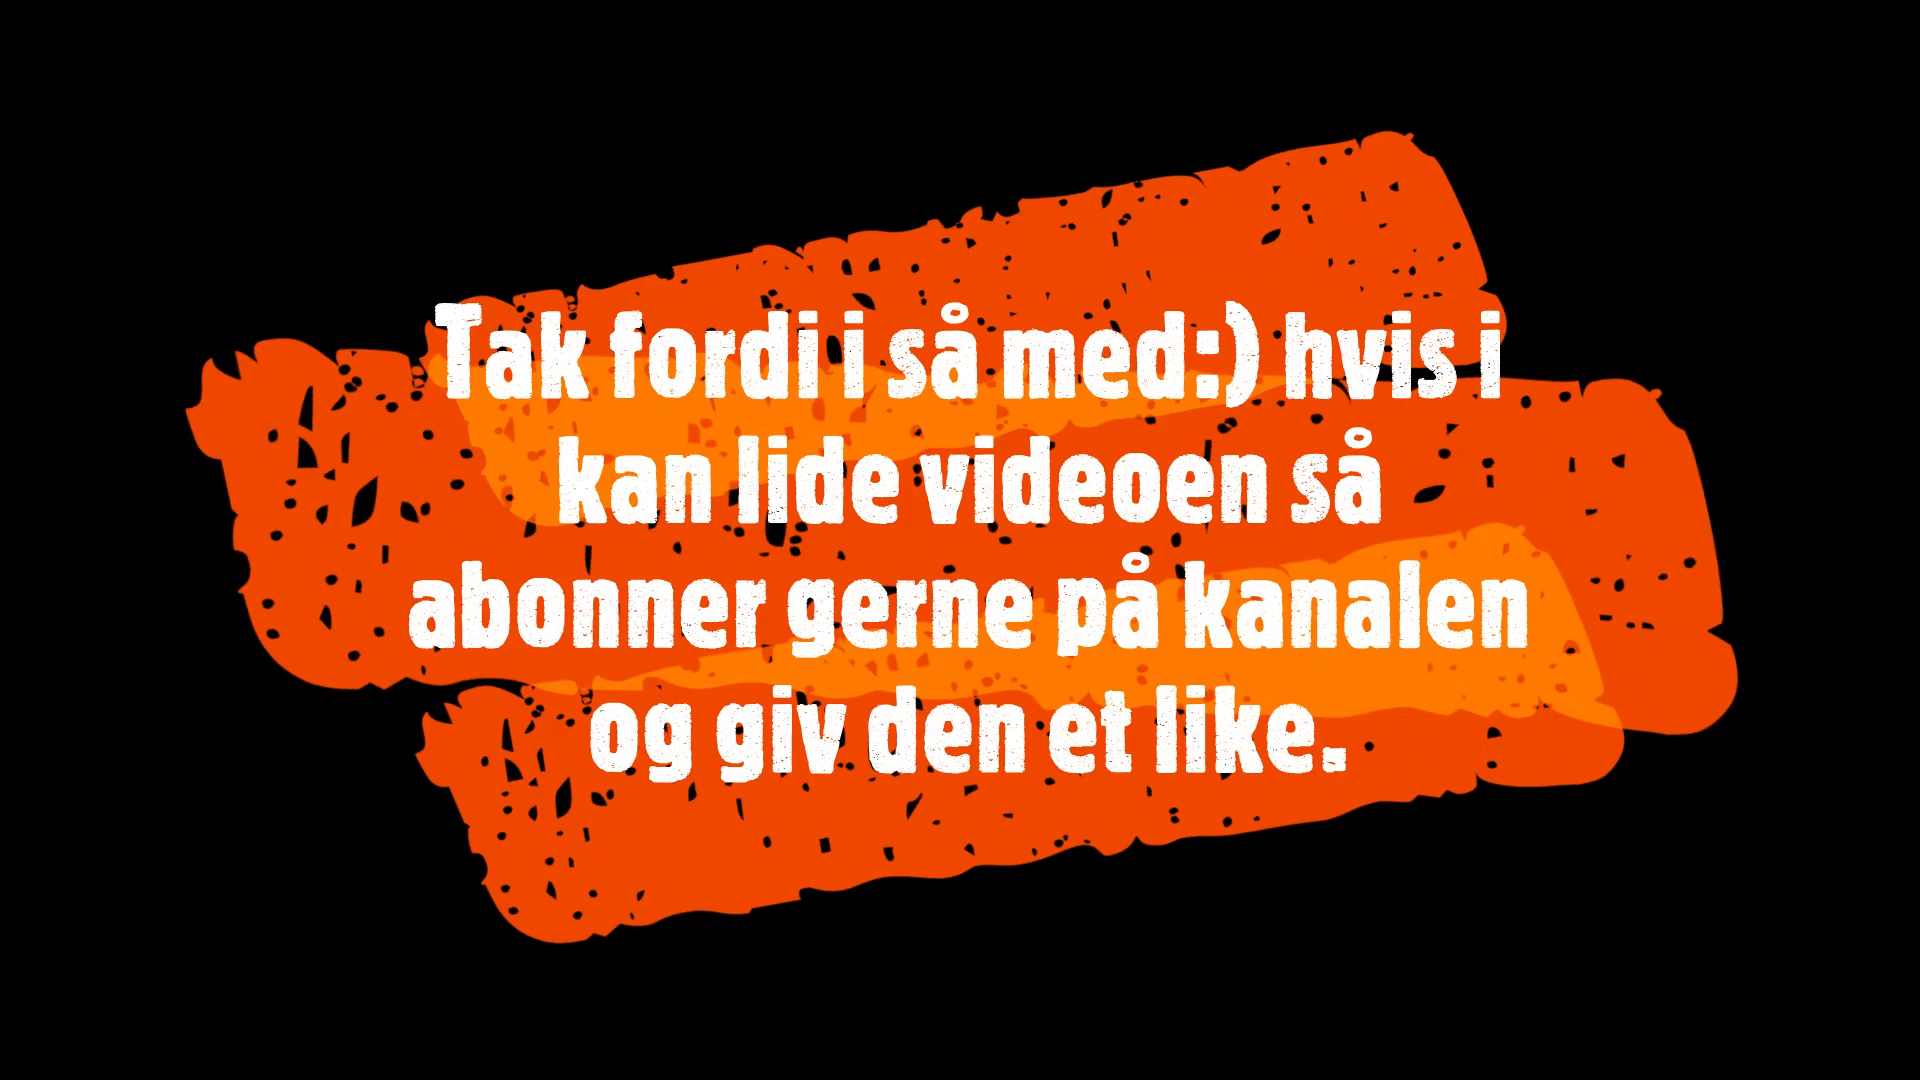 Tak fordi i så med:) hvis i
kan lide videoen så
abonner gerne på kanalen
og giv den et like.